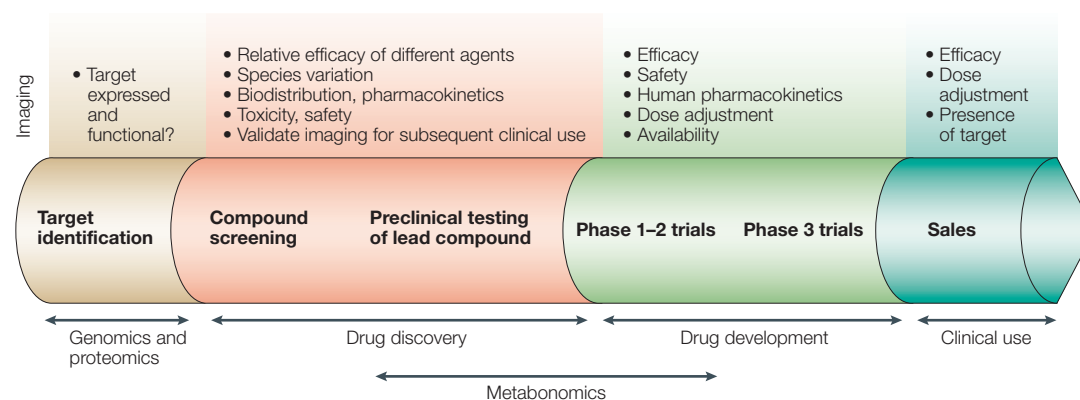 Imaging
• Target
expressed
and
functional?
• Relative efficacy of different agents
• Species variation
• Biodistribution, pharmacokinetics
• Toxicity, safety
• Validate imaging for subsequent clinical use
• Efficacy
• Safety
• Human pharmacokinetics
• Dose adjustment
• Availability
• Efficacy
• Dose
adjustment
• Presence
of target
Target
identification
Compound
screening
Preclinical testing
of lead compound
Phase 1–2 trials
Phase 3 trials
Sales
Genomics and
proteomics
Drug discovery
Drug development
Clinical use
Metabonomics